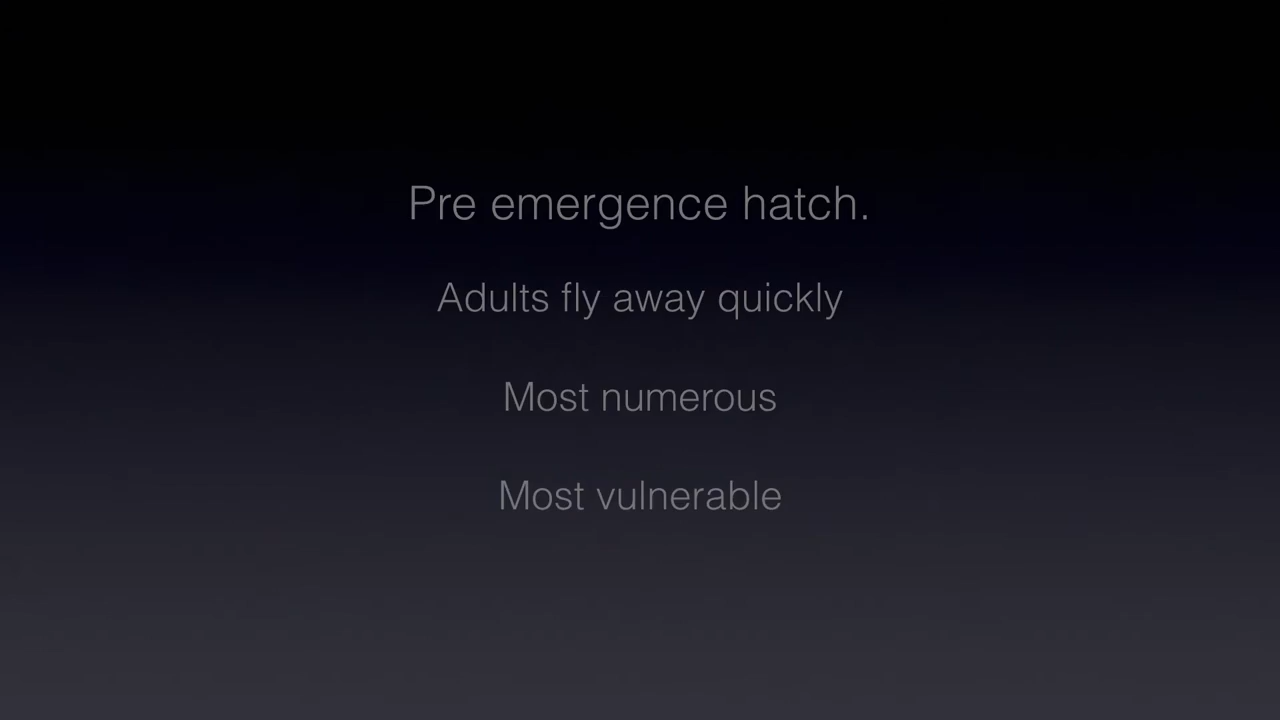 Pre emergence hatch.
Adults fly away quickly
Most numerous
Most vulnerable